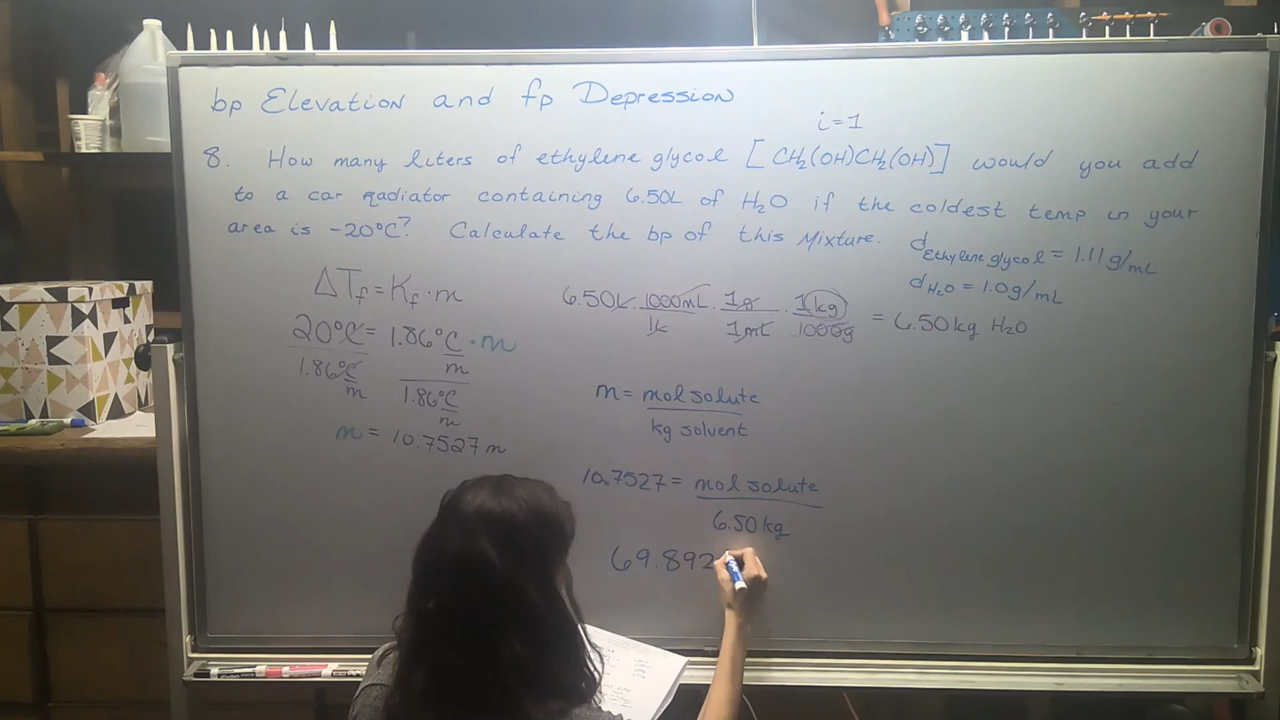 bp Elevation and fp Depression
i=1
8. How many liters of ethylene glycol [CH₂(OH)CH₂(OH)] would you add
to a car radiator containing 6.50L of H₂O if the coldest temp in your
area is -20°C? Calculate the bp of this mixture.
d ethylene glycol = 1.11 g/mL
d H₂O = 1.0g/mL
ΔTf = Kf · m
20°C = 1.86°C/m · m
1.86°C/m 1.86°C/m
m = 10.7527 m
6.50L · 1000mL/1L · 1g/1mL · 1kg/1000g = 6.50 kg H₂O
m = mol solute
kg solvent
10.7527 = mol solute
6.50 kg
69.892